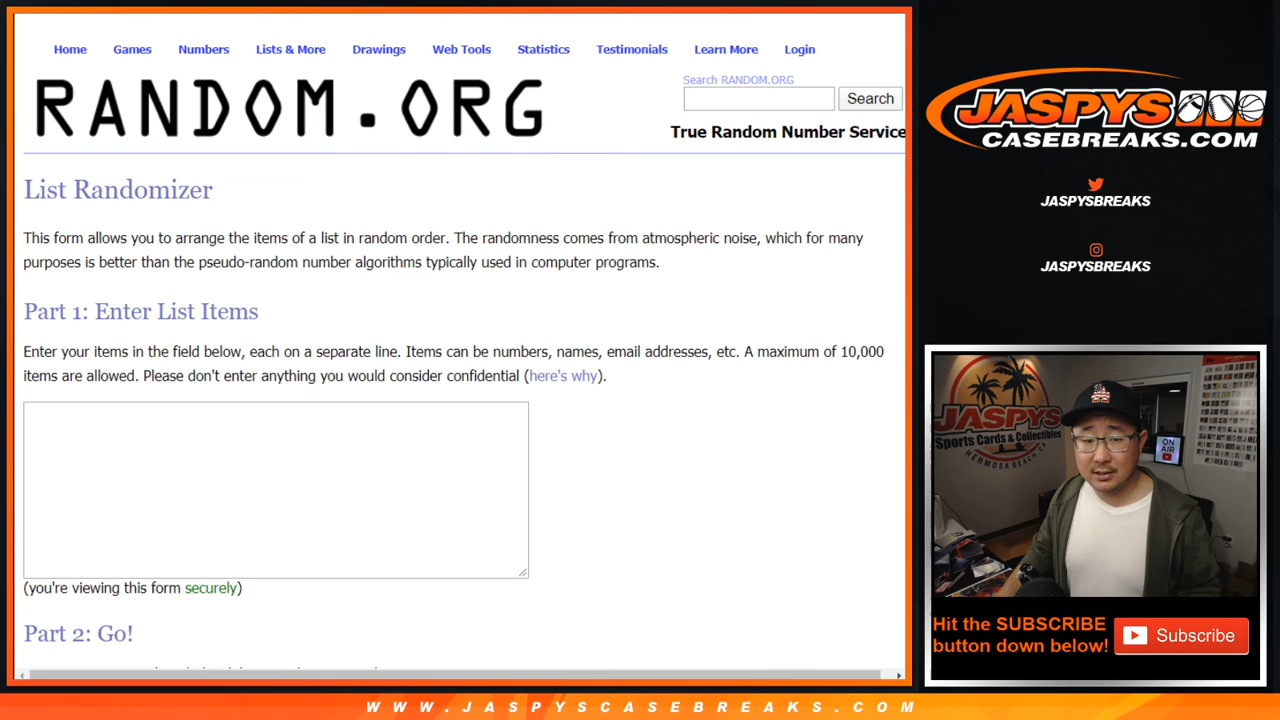 Home Games Numbers Lists & More Drawings Web Tools Statistics Testimonials Learn More Login
RANDOM.ORG
Search RANDOM.ORG
Search
True Random Number Service
List Randomizer
This form allows you to arrange the items of a list in random order. The randomness comes from atmospheric noise, which for many
purposes is better than the pseudo-random number algorithms typically used in computer programs.
Part 1: Enter List Items
Enter your items in the field below, each on a separate line. Items can be numbers, names, email addresses, etc. A maximum of 10,000
items are allowed. Please don't enter anything you would consider confidential (here's why).
(you're viewing this form securely)
Part 2: Go!
JASPYS
CASEBREAKS.COM
JASPYSBREAKS
JASPYSBREAKS
JASPYS
Sports Cards & Collectibles
HERMOSA BEACH, CA
ON
AIR
Hit the SUBSCRIBE
button down below!
Subscribe
WWW.JASPYSCASEBREAKS.COM